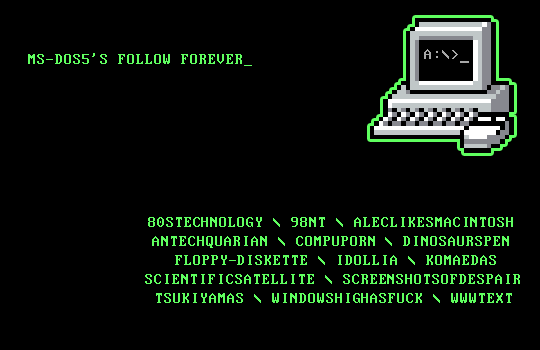 MS-DOS5'S FOLLOW FOREVER_
A:\>_
80STECHNOLOGY \ 98NT \ ALECLIKESMACINTOSH
ANTECHQUARIAN \ COMPUPORN \ DINOSAURSPEN
FLOPPY-DISKETTE \ IDOLLIA \ KOMAEDAS
SCIENTIFICSATELLITE \ SCREENSHOTSOFDESPAIR
TSUKIYAMAS \ WINDOWSHIGHASFUCK \ WWWTEXT